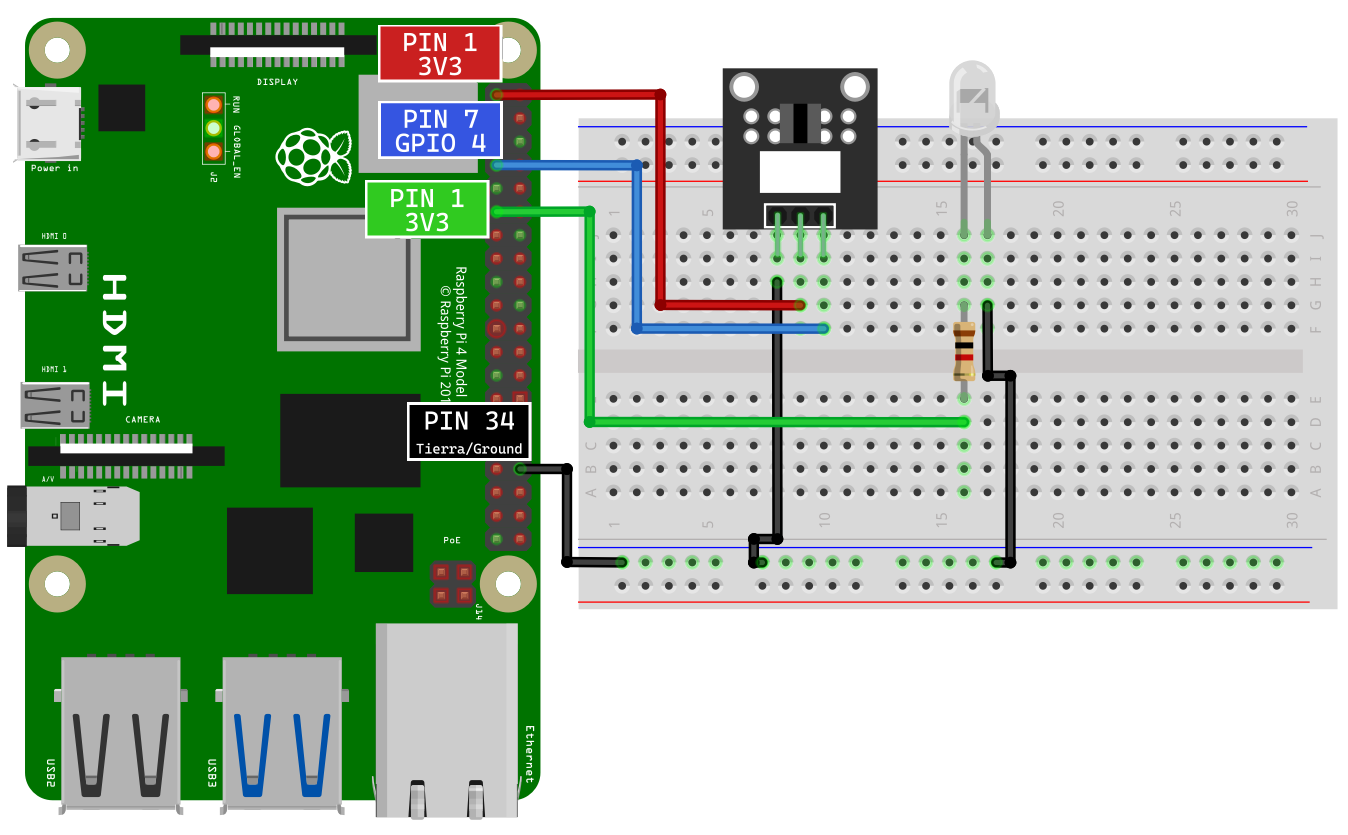 PIN 1
3V3
DISPLAY
PIN 7
GPIO 4
RUN
GLOBAL_EN
J2
Power in
PIN 1
3V3
1
5
15
20
25
30
HDMI 0
J
I
H
G
F
Raspberry Pi 4 Model
© Raspberry Pi 201
HDMI
HDMI 1
CAMERA
PIN 34
Tierra/Ground
E
D
C
C
B
B
A
A
A/V
1
5
10
15
20
25
30
PoE
J14
USB2
USB3
Ethernet